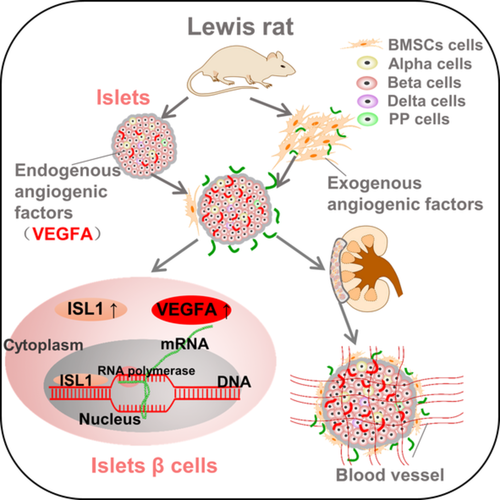 Lewis rat
BMSCs cells
Alpha cells
Beta cells
Delta cells
PP cells
Islets
Endogenous
angiogenic
factors
（VEGFA）
Exogenous
angiogenic factors
ISL1 ↑
VEGFA ↑
Cytoplasm
mRNA
RNA polymerase
ISL1
DNA
Nucleus
Islets β cells
Blood vessel